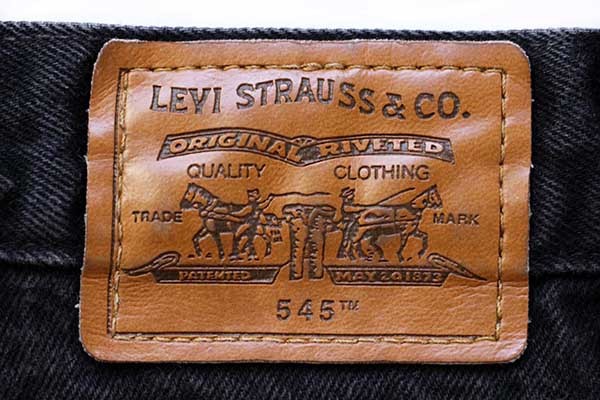 LEVI STRAUSS & CO.
ORIGINAL RIVETED
QUALITY CLOTHING
TRADE MARK
PATENTED MAY 20 1873
545™